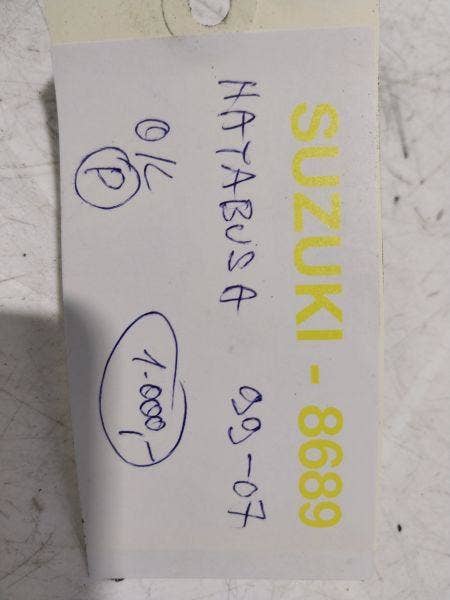 SUZUKI - 8689
HAYABUSA 99-07
O/L
P
1.000,-